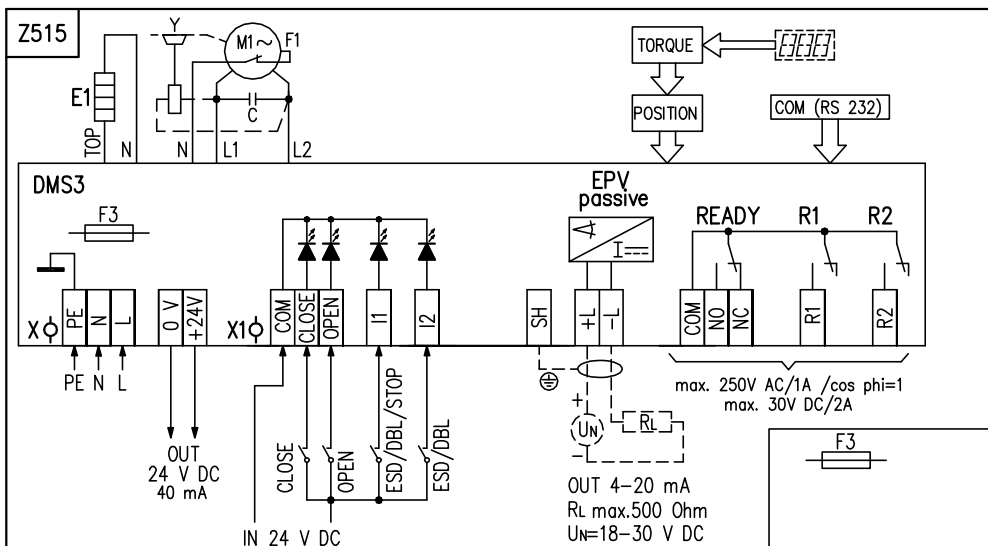 Z515
Y
M1~
F1
E1
C
TOP
N
N
L1
L2
TORQUE
POSITION
COM (RS 232)
DMS3
F3
EPV
passive
READY
R1
R2
X
PE
N
L
0 V
+24V
X1
COM
CLOSE
OPEN
I1
I2
SH
+L
-L
COM
NO
NC
R1
R2
PE N L
OUT
24 V DC
40 mA
CLOSE
OPEN
ESD/DBL/STOP
ESD/DBL
IN 24 V DC
+
UN
-
RL
OUT 4-20 mA
RL max.500 Ohm
UN=18-30 V DC
max. 250V AC/1A /cos phi=1
max. 30V DC/2A
F3